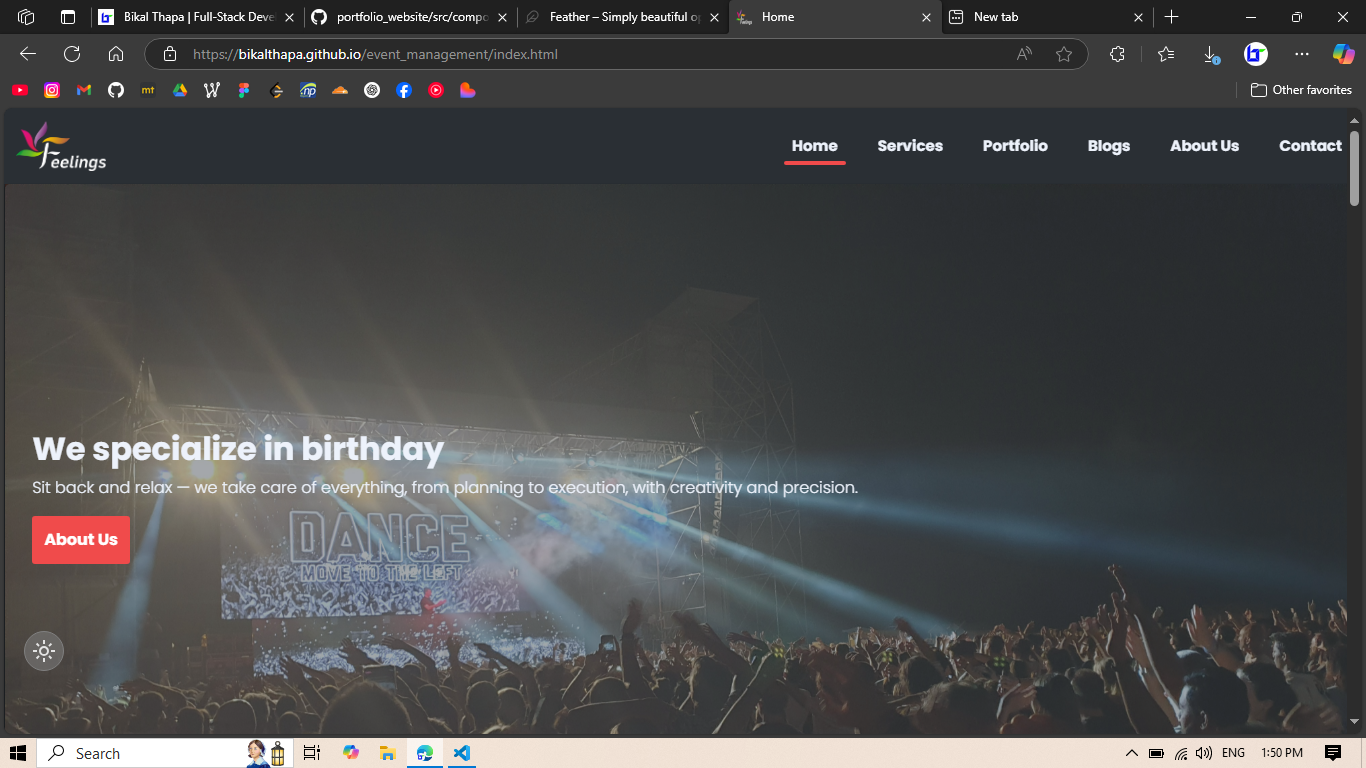 Bikal Thapa | Full-Stack Deve
portfolio_website/src/compo
Feather – Simply beautiful o
Home
New tab
https://bikalthapa.github.io/event_management/index.html
mt
Other favorites
Feelings
Home
Services
Portfolio
Blogs
About Us
Contact
We specialize in birthday
Sit back and relax — we take care of everything, from planning to execution, with creativity and precision.
About Us
DANCE
MOVE TO THE LEFT
Search
ENG
1:50 PM